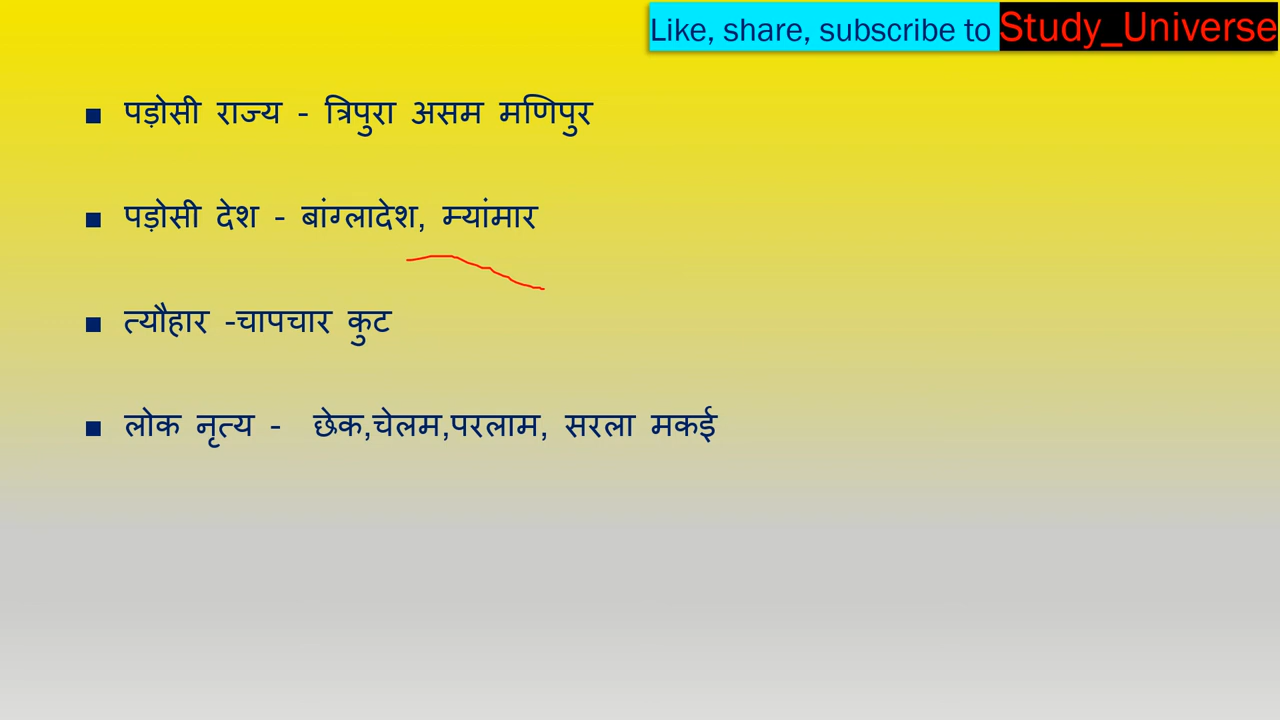 Like, share, subscribe to Study_Universe
▪ पड़ोसी राज्य - त्रिपुरा असम मणिपुर
▪ पड़ोसी देश - बांग्लादेश, म्यांमार
▪ त्यौहार -चापचार कुट
▪ लोक नृत्य - छेक,चेलम,परलाम, सरला मकई